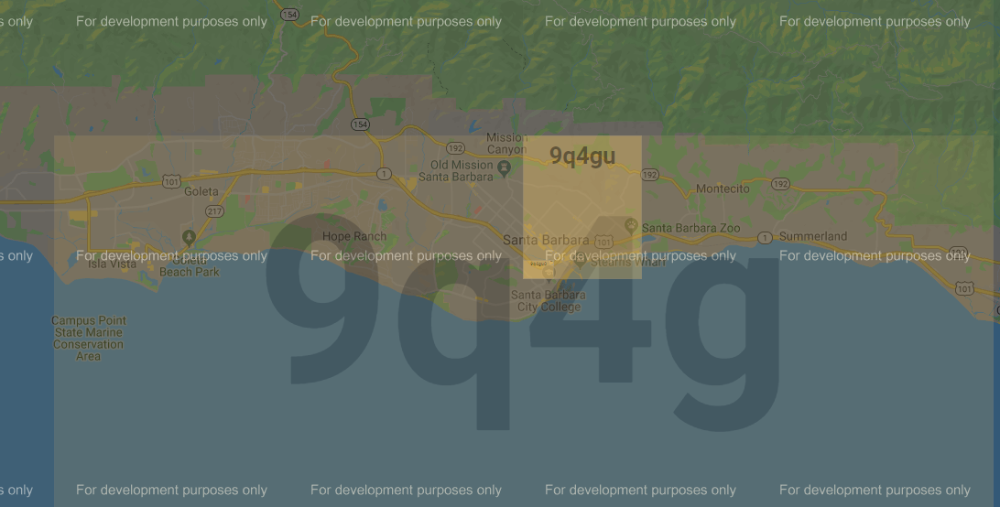 s only For development purposes only For development purposes only For development purposes only For development purposes only
154
154
Mission
Canyon
192
Old Mission
Santa Barbara
9q4gu
101
1
192
192
Goleta
Montecito
217
Hope Ranch
Santa Barbara
101
Santa Barbara Zoo
1
Summerland
s only For development purposes only For development purposes only For development purposes only For development purposes only
Isla Vista
Goleta
Beach Park
Stearns Wharf
101
Santa Barbara
City College
9q4g
Campus Point
State Marine
Conservation
Area
s only For development purposes only For development purposes only For development purposes only For development purposes only